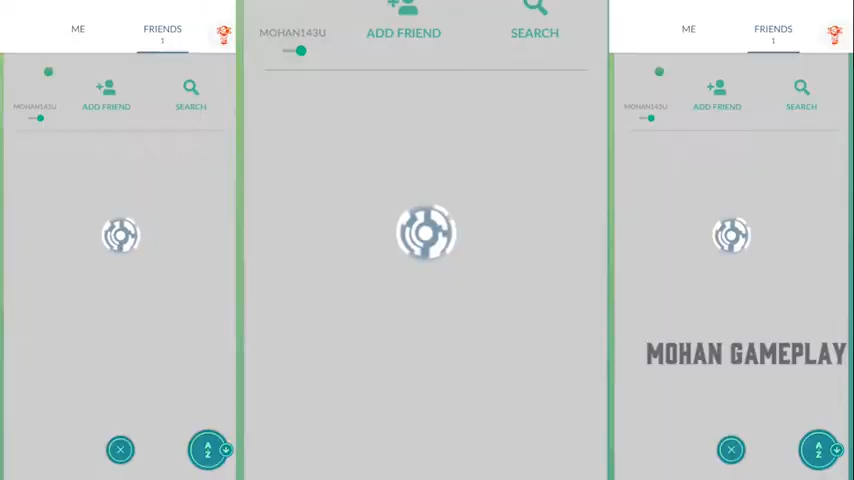 ME FRIENDS
1
MOHAN143U
ADD FRIEND SEARCH
A
Z
MOHAN143U ADD FRIEND SEARCH
ME FRIENDS
1
MOHAN143U
ADD FRIEND SEARCH
MOHAN GAMEPLAY
A
Z